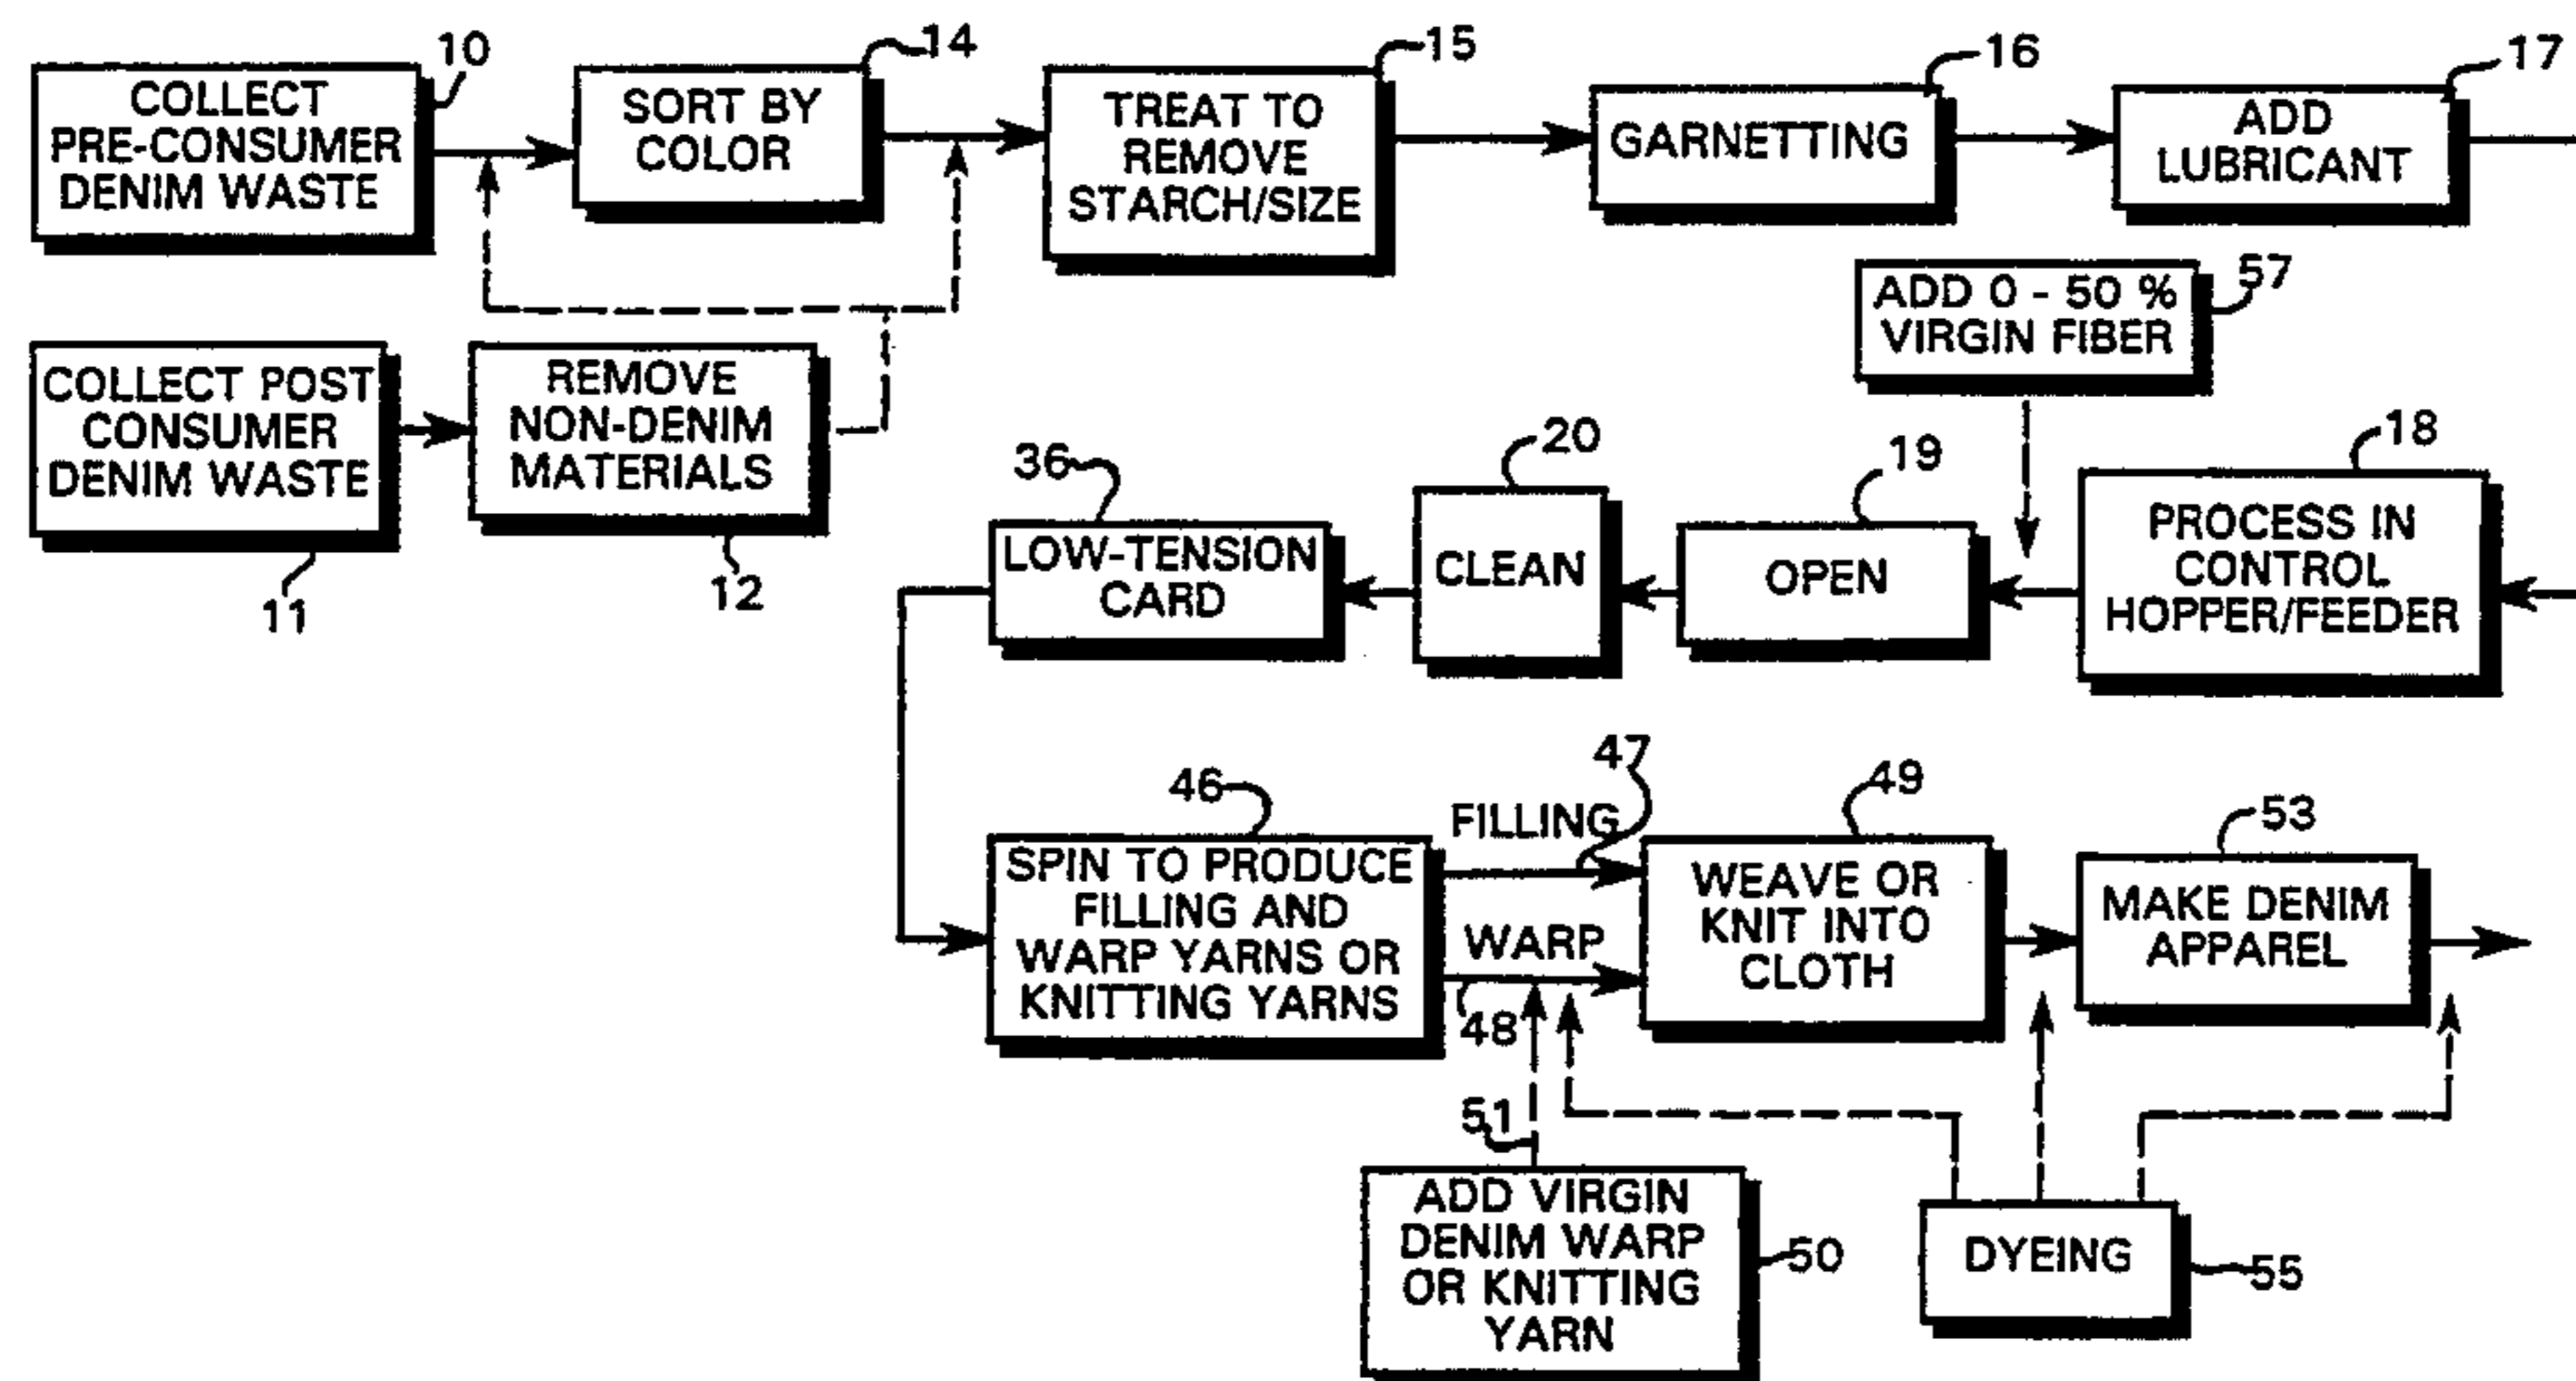 10
COLLECT
PRE-CONSUMER
DENIM WASTE
14
SORT BY
COLOR
15
TREAT TO
REMOVE
STARCH/SIZE
16
GARNETTING
17
ADD
LUBRICANT
57
ADD 0 - 50 %
VIRGIN FIBER
COLLECT POST
CONSUMER
DENIM WASTE
11
REMOVE
NON-DENIM
MATERIALS
12
18
PROCESS IN
CONTROL
HOPPER/FEEDER
19
OPEN
20
CLEAN
36
LOW-TENSION
CARD
46
SPIN TO PRODUCE
FILLING AND
WARP YARNS OR
KNITTING YARNS
47
FILLING
WARP
48
49
WEAVE OR
KNIT INTO
CLOTH
53
MAKE DENIM
APPAREL
51
ADD VIRGIN
DENIM WARP
OR KNITTING
YARN
50
DYEING
55